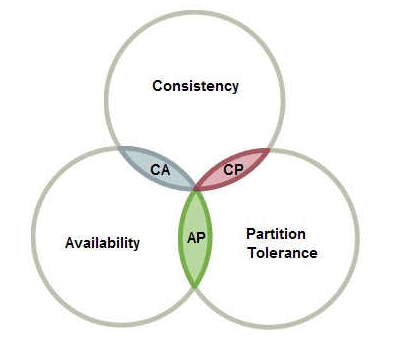 Consistency
CA
CP
Availability
AP
Partition
Tolerance